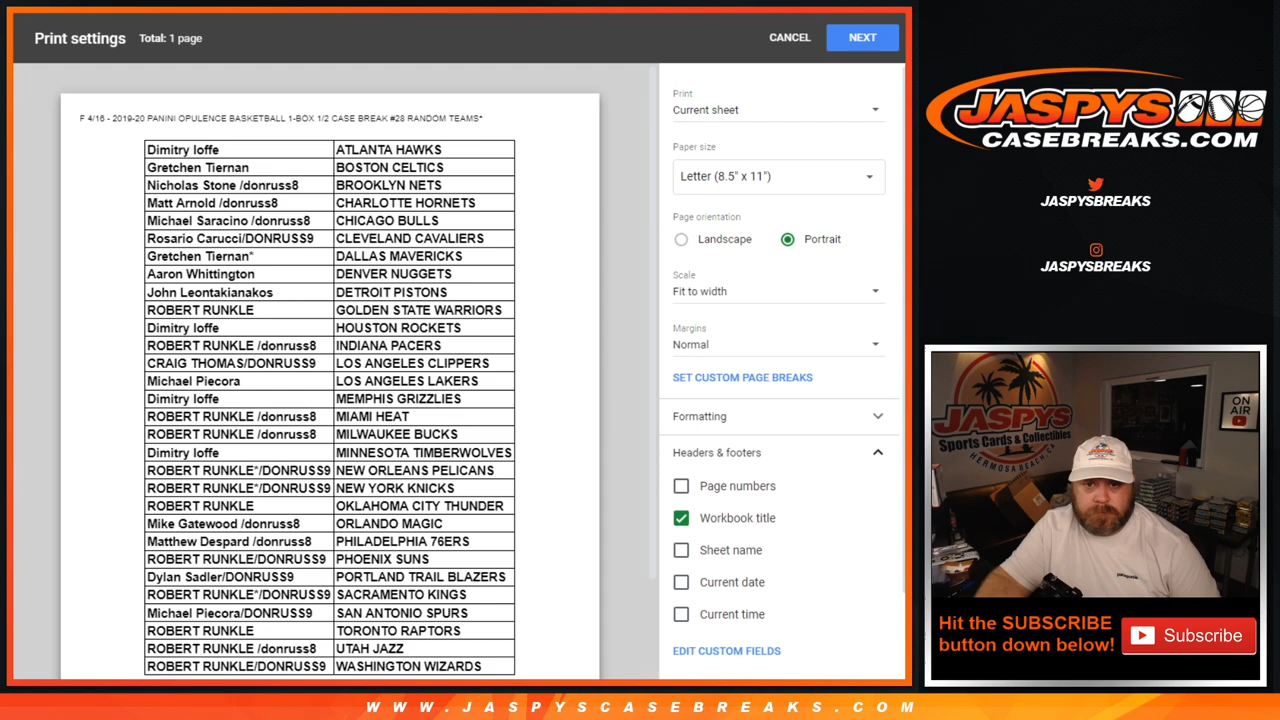 Print settings Total: 1 page CANCEL NEXT
F 4/16 - 2019-20 PANINI OPULENCE BASKETBALL 1-BOX 1/2 CASE BREAK #28 RANDOM TEAMS*
Dimitry Ioffe ATLANTA HAWKS
Gretchen Tiernan BOSTON CELTICS
Nicholas Stone /donruss8 BROOKLYN NETS
Matt Arnold /donruss8 CHARLOTTE HORNETS
Michael Saracino /donruss8 CHICAGO BULLS
Rosario Carucci/DONRUSS9 CLEVELAND CAVALIERS
Gretchen Tiernan* DALLAS MAVERICKS
Aaron Whittington DENVER NUGGETS
John Leontakianakos DETROIT PISTONS
ROBERT RUNKLE GOLDEN STATE WARRIORS
Dimitry Ioffe HOUSTON ROCKETS
ROBERT RUNKLE /donruss8 INDIANA PACERS
CRAIG THOMAS/DONRUSS9 LOS ANGELES CLIPPERS
Michael Piecora LOS ANGELES LAKERS
Dimitry Ioffe MEMPHIS GRIZZLIES
ROBERT RUNKLE /donruss8 MIAMI HEAT
ROBERT RUNKLE /donruss8 MILWAUKEE BUCKS
Dimitry Ioffe MINNESOTA TIMBERWOLVES
ROBERT RUNKLE*/DONRUSS9 NEW ORLEANS PELICANS
ROBERT RUNKLE*/DONRUSS9 NEW YORK KNICKS
ROBERT RUNKLE OKLAHOMA CITY THUNDER
Mike Gatewood /donruss8 ORLANDO MAGIC
Matthew Despard /donruss8 PHILADELPHIA 76ERS
ROBERT RUNKLE/DONRUSS9 PHOENIX SUNS
Dylan Sadler/DONRUSS9 PORTLAND TRAIL BLAZERS
ROBERT RUNKLE*/DONRUSS9 SACRAMENTO KINGS
Michael Piecora/DONRUSS9 SAN ANTONIO SPURS
ROBERT RUNKLE TORONTO RAPTORS
ROBERT RUNKLE /donruss8 UTAH JAZZ
ROBERT RUNKLE/DONRUSS9 WASHINGTON WIZARDS
Print
Current sheet
Paper size
Letter (8.5" x 11")
Page orientation
Landscape Portrait
Scale
Fit to width
Margins
Normal
SET CUSTOM PAGE BREAKS
Formatting
Headers & footers
Page numbers
Workbook title
Sheet name
Current date
Current time
EDIT CUSTOM FIELDS
JASPYS
CASEBREAKS.COM
JASPYSBREAKS
JASPYSBREAKS
JASPYS
Sports Cards & Collectibles
HERMOSA BEACH, CA
ON
AIR
Hit the SUBSCRIBE
button down below!
Subscribe
WWW.JASPYSCASEBREAKS.COM